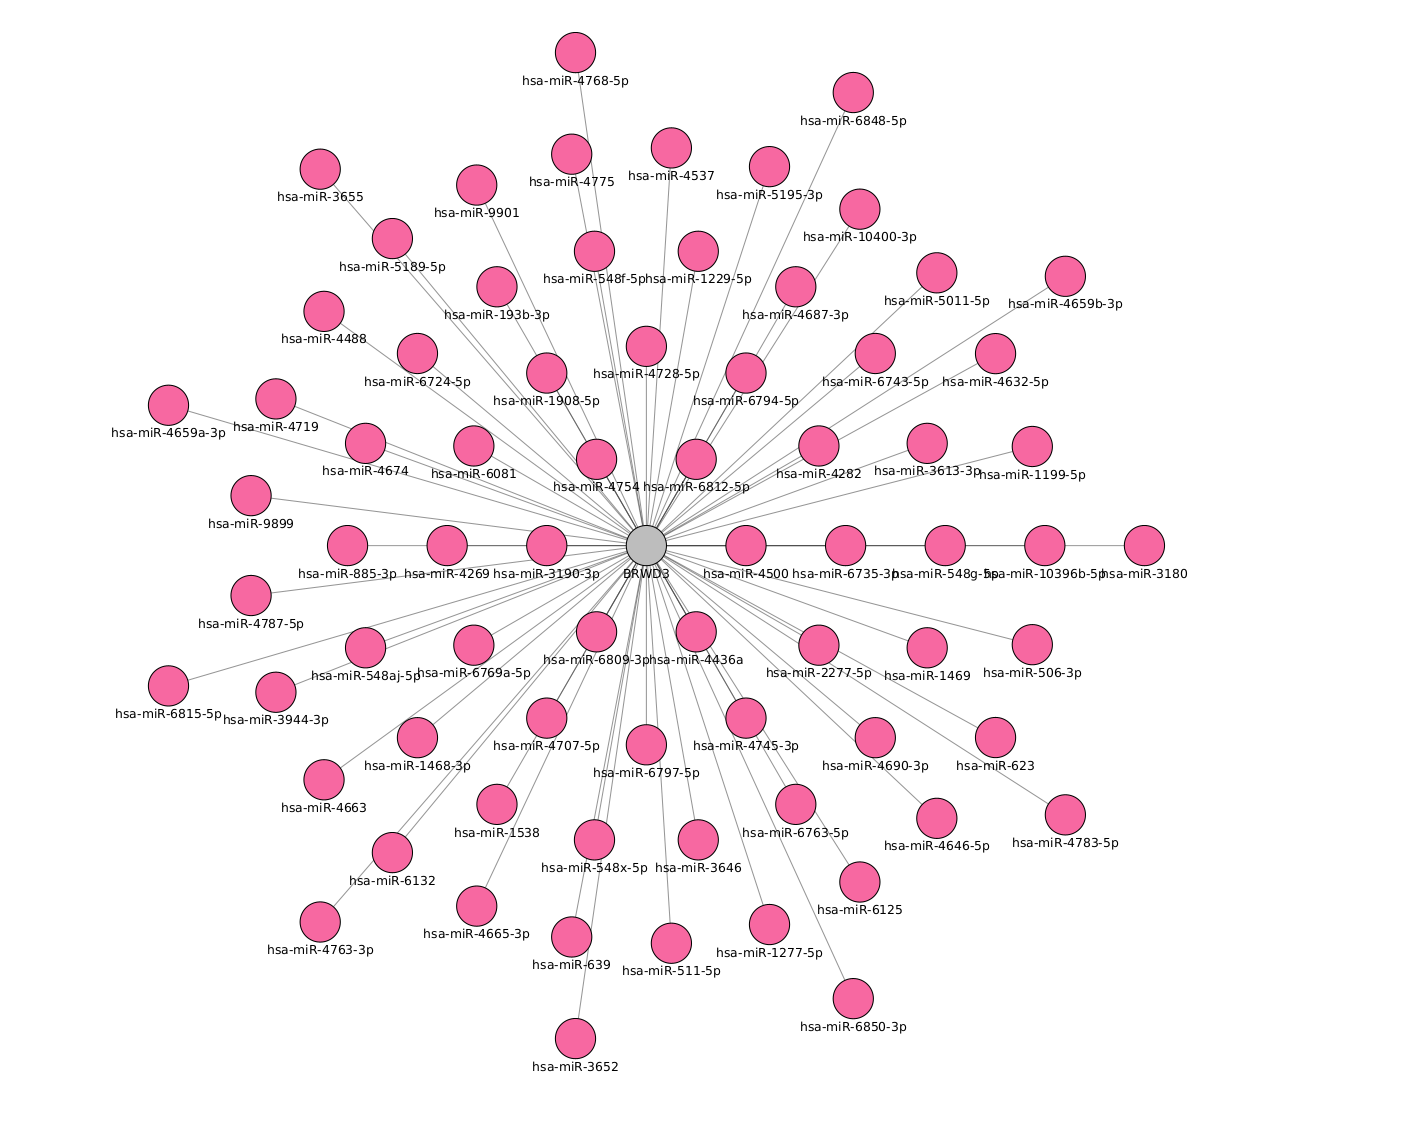 hsa-miR-4768-5p
hsa-miR-6848-5p
hsa-miR-4775
hsa-miR-4537
hsa-miR-5195-3p
hsa-miR-3655
hsa-miR-9901
hsa-miR-10400-3p
hsa-miR-5189-5p
hsa-miR-548f-5p
hsa-miR-1229-5p
hsa-miR-5011-5p
hsa-miR-4659b-3p
hsa-miR-193b-3p
hsa-miR-4687-3p
hsa-miR-4488
hsa-miR-6724-5p
hsa-miR-4728-5p
hsa-miR-6743-5p
hsa-miR-4632-5p
hsa-miR-1908-5p
hsa-miR-6794-5p
hsa-miR-4659a-3p
hsa-miR-4719
hsa-miR-4674
hsa-miR-6081
hsa-miR-4282
hsa-miR-3613-3p
hsa-miR-1199-5p
hsa-miR-4754
hsa-miR-6812-5p
hsa-miR-9899
hsa-miR-885-3p
hsa-miR-4269
hsa-miR-3190-3p
BRWD3
hsa-miR-4500
hsa-miR-6735-3p
hsa-miR-548g-5p
hsa-miR-10396b-5p
hsa-miR-3180
hsa-miR-4787-5p
hsa-miR-6809-3p
hsa-miR-4436a
hsa-miR-548aj-5p
hsa-miR-6769a-5p
hsa-miR-2277-5p
hsa-miR-1469
hsa-miR-506-3p
hsa-miR-6815-5p
hsa-miR-3944-3p
hsa-miR-4707-5p
hsa-miR-4745-3p
hsa-miR-1468-3p
hsa-miR-6797-5p
hsa-miR-4690-3p
hsa-miR-623
hsa-miR-4663
hsa-miR-1538
hsa-miR-6763-5p
hsa-miR-4646-5p
hsa-miR-4783-5p
hsa-miR-548x-5p
hsa-miR-3646
hsa-miR-6132
hsa-miR-6125
hsa-miR-4763-3p
hsa-miR-4665-3p
hsa-miR-639
hsa-miR-511-5p
hsa-miR-1277-5p
hsa-miR-6850-3p
hsa-miR-3652